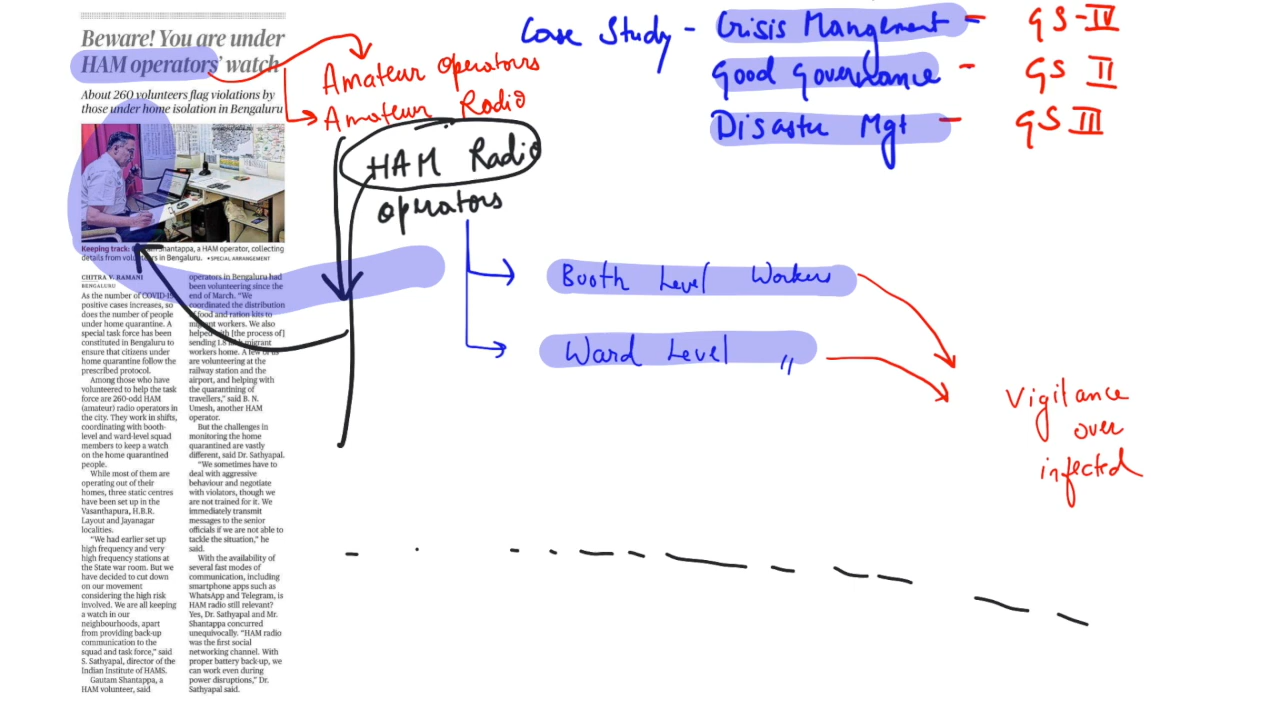 Beware! You are under
HAM operators' watch
About 260 volunteers flag violations by
those under home isolation in Bengaluru
Keeping track: Shantappa, a HAM operator, collecting
details from volunteers in Bengaluru. • SPECIAL ARRANGEMENT
CHITRA V. RAMANI
BENGALURU
As the number of COVID-19
positive cases increases, so
does the number of people
under home quarantine. A
special task force has been
constituted in Bengaluru to
ensure that citizens under
home quarantine follow the
prescribed protocol.
Among those who have
volunteered to help the task
force are 260-odd HAM
(amateur) radio operators in
the city. They work in shifts,
coordinating with booth-
level and ward-level squad
members to keep a watch
on the home quarantined
people.
While most of them are
operating out of their
homes, three static centres
have been set up in the
Vasanthapura, H.B.R.
Layout and Jayanagar
localities.
"We had earlier set up
high frequency and very
high frequency stations at
the State war room. But we
have decided to cut down
on our movement
considering the high risk
involved. We are all keeping
a watch in our
neighbourhoods, apart
from providing back-up
communication to the
squad and task force," said
S. Sathyapal, director of the
Indian Institute of HAMS.
Gautam Shantappa, a
HAM volunteer, said
operators in Bengaluru had
been volunteering since the
end of March. "We
coordinated the distribution
of food and ration kits to
migrant workers. We also
helped with [the process of]
sending 1.8 migrant
workers home. A few of us
are volunteering at the
railway station and the
airport, and helping with
the quarantining of
travellers," said B. N.
Umesh, another HAM
operator.
But the challenges in
monitoring the home
quarantined are vastly
different, said Dr. Sathyapal.
"We sometimes have to
deal with aggressive
behaviour and negotiate
with violators, though we
are not trained for it. We
immediately transmit
messages to the senior
officials if we are not able to
tackle the situation," he
said.
With the availability of
several fast modes of
communication, including
smartphone apps such as
WhatsApp and Telegram, is
HAM radio still relevant?
Yes, Dr. Sathyapal and Mr.
Shantappa concurred
unequivocally. "HAM radio
was the first social
networking channel. With
proper battery back-up, we
can work even during
power disruptions," Dr.
Sathyapal said.
Case Study - Crisis Mangement - GS-IV
Good Governance - GS II
Disaster Mgt - GS III
Amateur Operators
Amateur Radio
HAM Radio
operators
Booth Level Workers
Ward Level "
Vigilance
over
infected